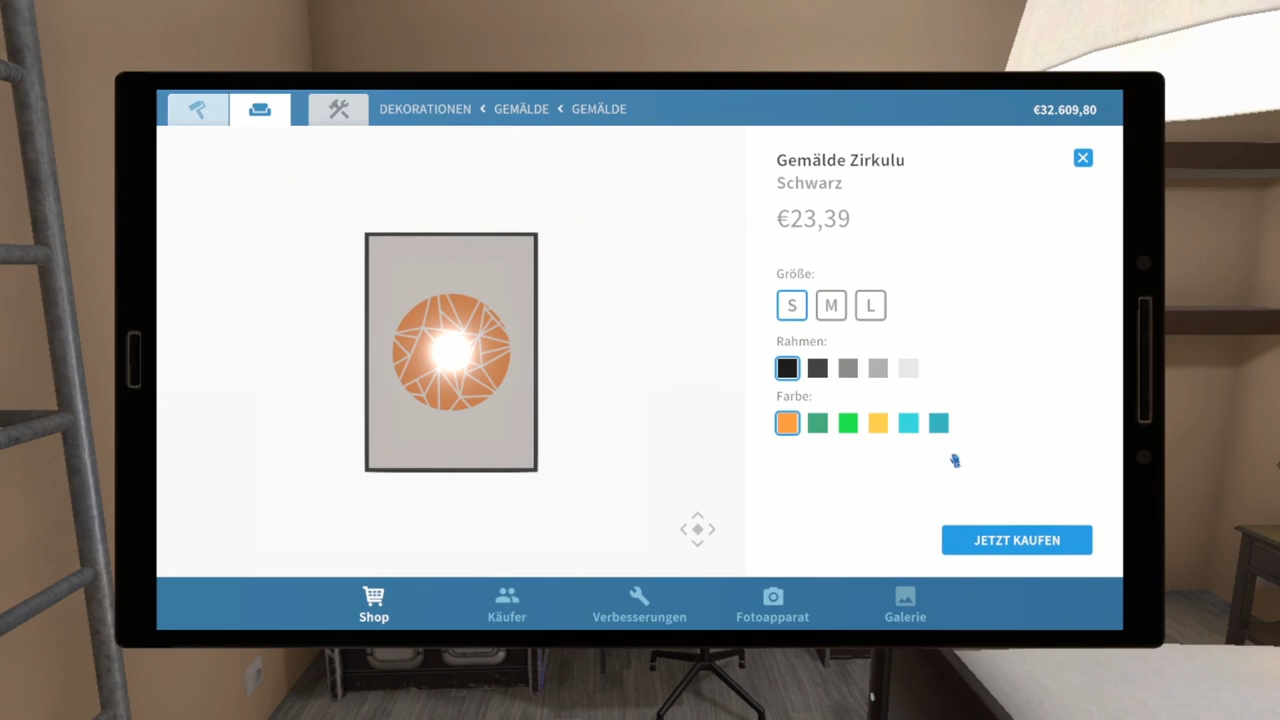 DEKORATIONEN < GEMÄLDE < GEMÄLDE
€32.609,80
Gemälde Zirkulu
Schwarz
€23,39
Größe:
S M L
Rahmen:
Farbe:
JETZT KAUFEN
Shop
Käufer
Verbesserungen
Fotoapparat
Galerie